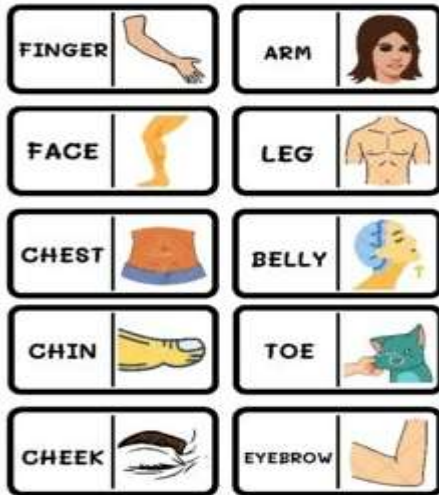 FINGER
ARM
FACE
LEG
CHEST
BELLY
CHIN
TOE
CHEEK
EYEBROW